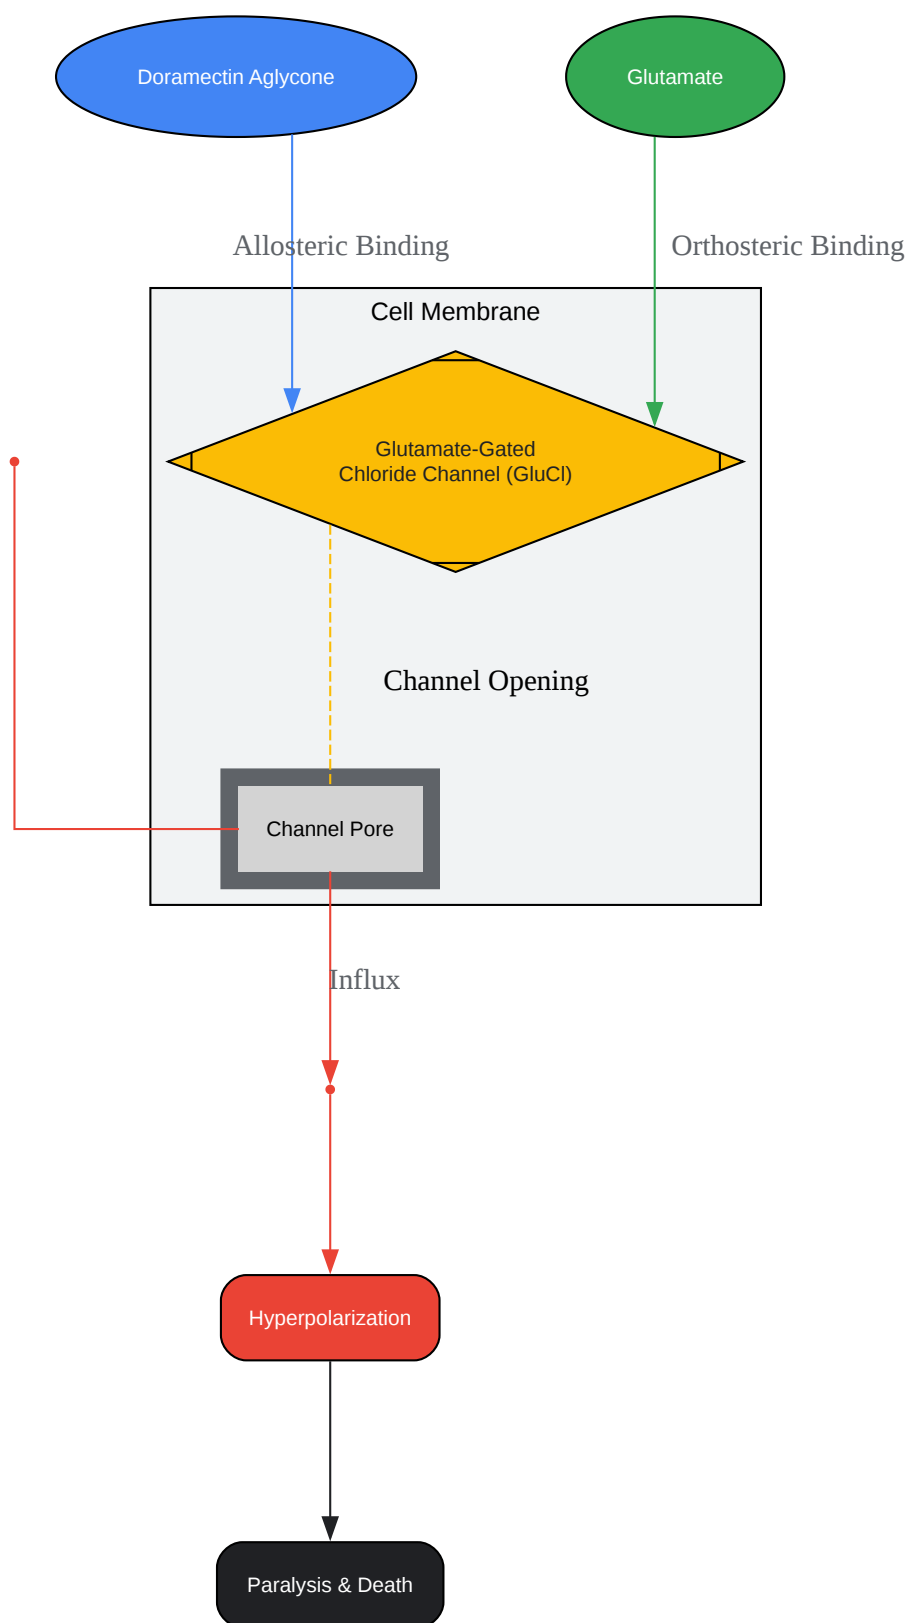 Doramectin Aglycone
Glutamate
Allosteric Binding
Orthosteric Binding
Cell Membrane
Glutamate-Gated
Chloride Channel (GluCl)
Channel Opening
Channel Pore
Influx
Hyperpolarization
Paralysis & Death